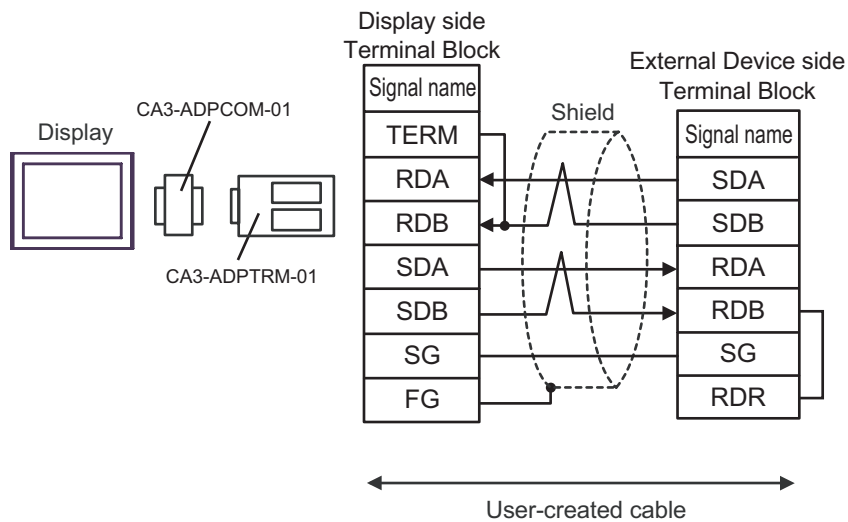 Display side
Terminal Block
External Device side
Terminal Block
Display
CA3-ADPCOM-01
CA3-ADPTRM-01
Shield
Signal name
TERM
RDA
RDB
SDA
SDB
SG
FG
Signal name
SDA
SDB
RDA
RDB
SG
RDR
User-created cable